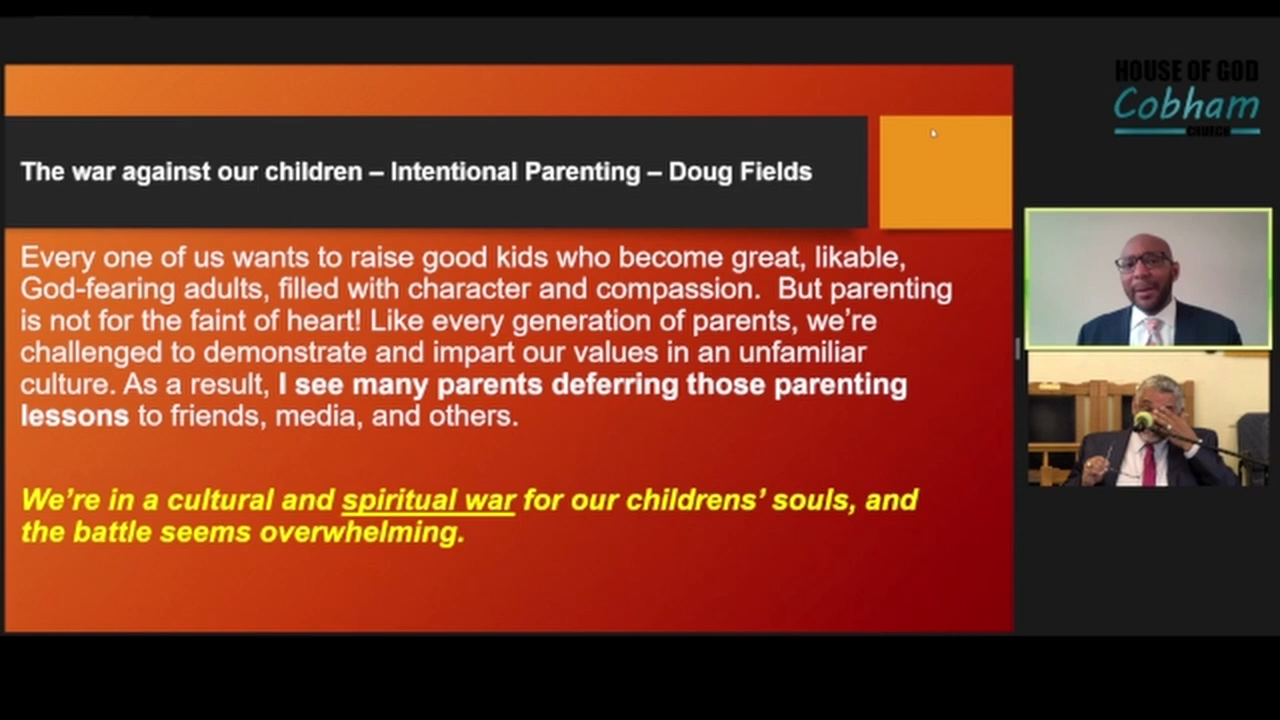 HOUSE OF GOD
Cobham
CHURCH
The war against our children – Intentional Parenting – Doug Fields
Every one of us wants to raise good kids who become great, likable,
God-fearing adults, filled with character and compassion.  But parenting
is not for the faint of heart! Like every generation of parents, we’re
challenged to demonstrate and impart our values in an unfamiliar
culture. As a result, I see many parents deferring those parenting
lessons to friends, media, and others.
We’re in a cultural and spiritual war for our childrens’ souls, and
the battle seems overwhelming.